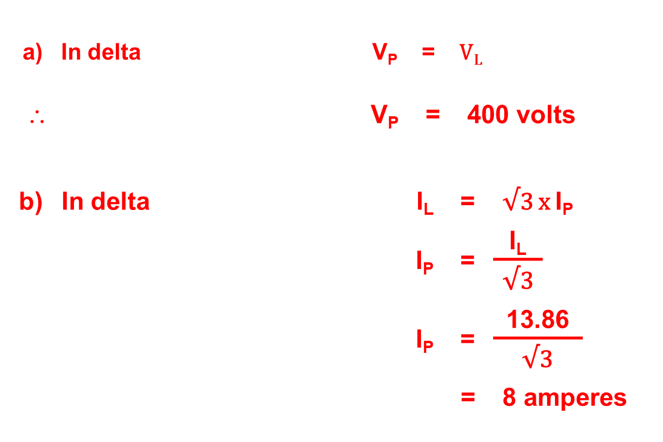 a) In delta V_P = V_L
∴ V_P = 400 volts
b) In delta I_L = √3 x I_P
I_P = I_L / √3
I_P = 13.86 / √3
= 8 amperes